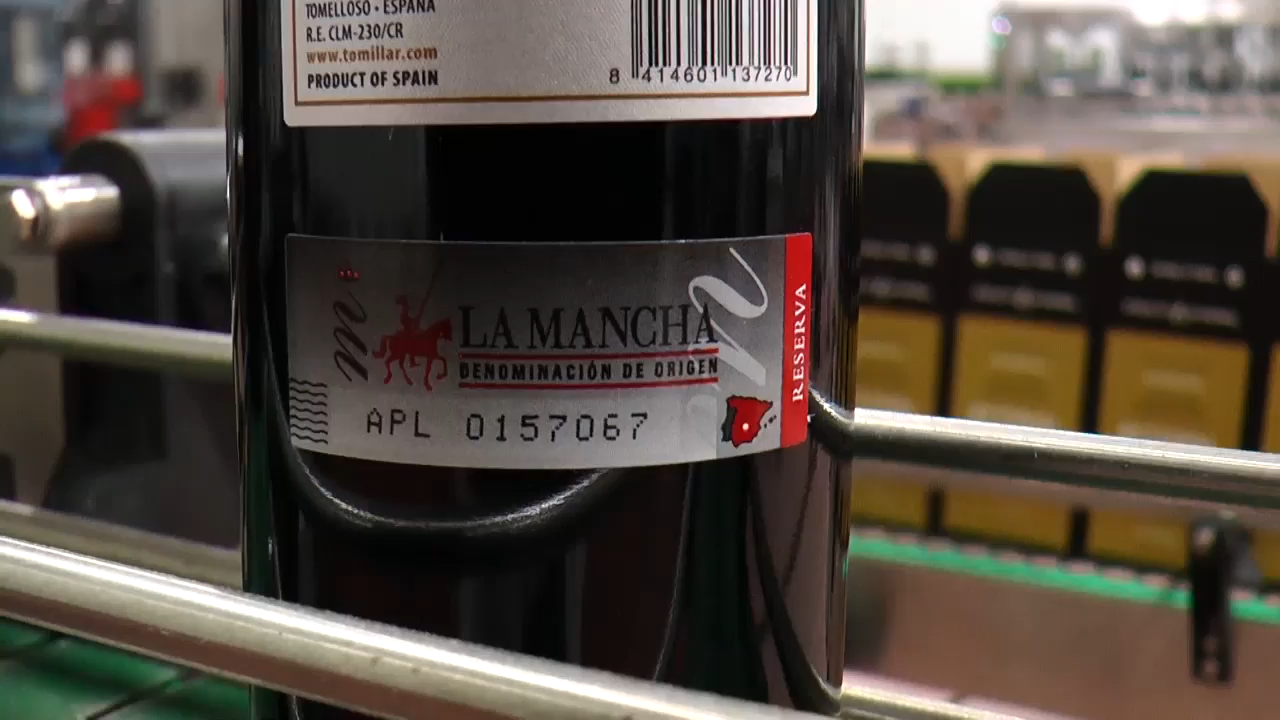 TOMELLOSO - ESPAÑA
R.E. CLM-230/CR
www.tomillar.com
PRODUCT OF SPAIN
8 414601 137270
LA MANCHA
DENOMINACIÓN DE ORIGEN
APL 0157067
RESERVA